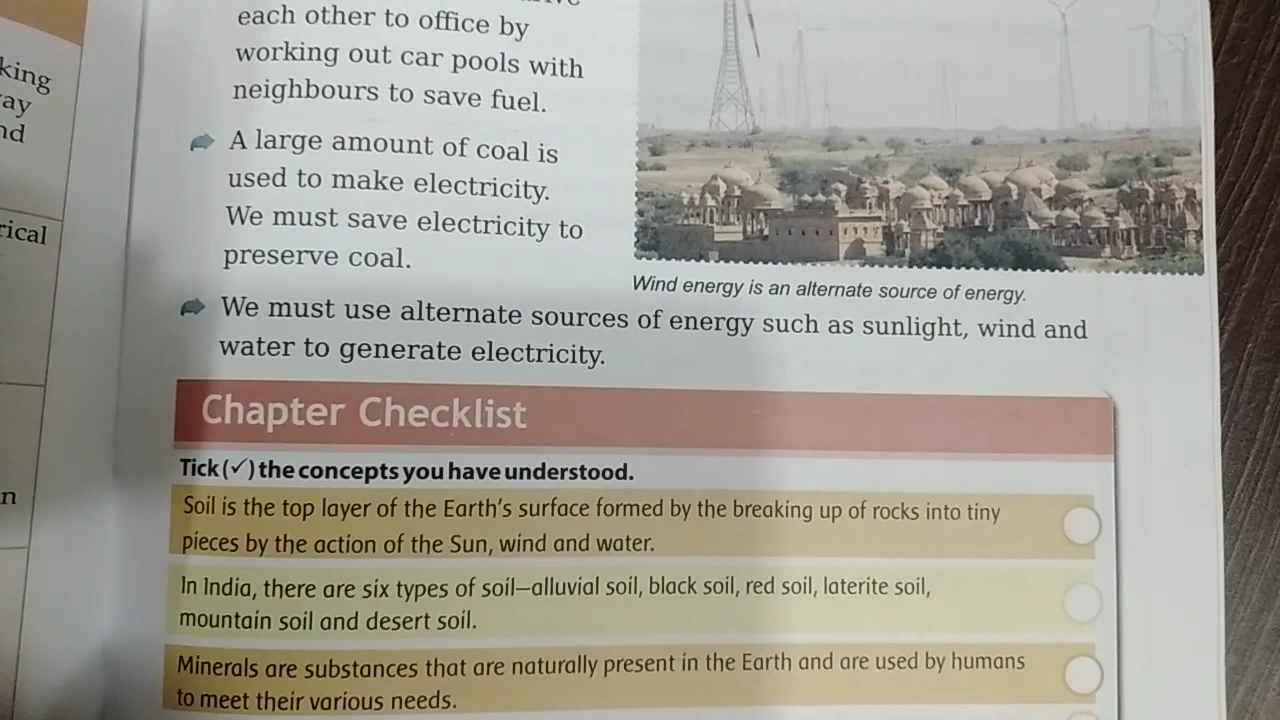 king
ay
nd
rical
n
each other to office by
working out car pools with
neighbours to save fuel.
A large amount of coal is
used to make electricity.
We must save electricity to
preserve coal.
Wind energy is an alternate source of energy.
We must use alternate sources of energy such as sunlight, wind and
water to generate electricity.
Chapter Checklist
Tick (✓) the concepts you have understood.
Soil is the top layer of the Earth's surface formed by the breaking up of rocks into tiny
pieces by the action of the Sun, wind and water.
In India, there are six types of soil—alluvial soil, black soil, red soil, laterite soil,
mountain soil and desert soil.
Minerals are substances that are naturally present in the Earth and are used by humans
to meet their various needs.